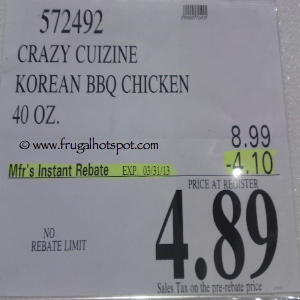 572492
CRAZY CUIZINE
KOREAN BBQ CHICKEN
40 OZ.
www.frugalhotspot.com
8.99
Mfr's Instant Rebate EXP. 03/31/13 -4.10
PRICE AT REGISTER
4.89
NO
REBATE LIMIT
Sales Tax on the pre-rebate price